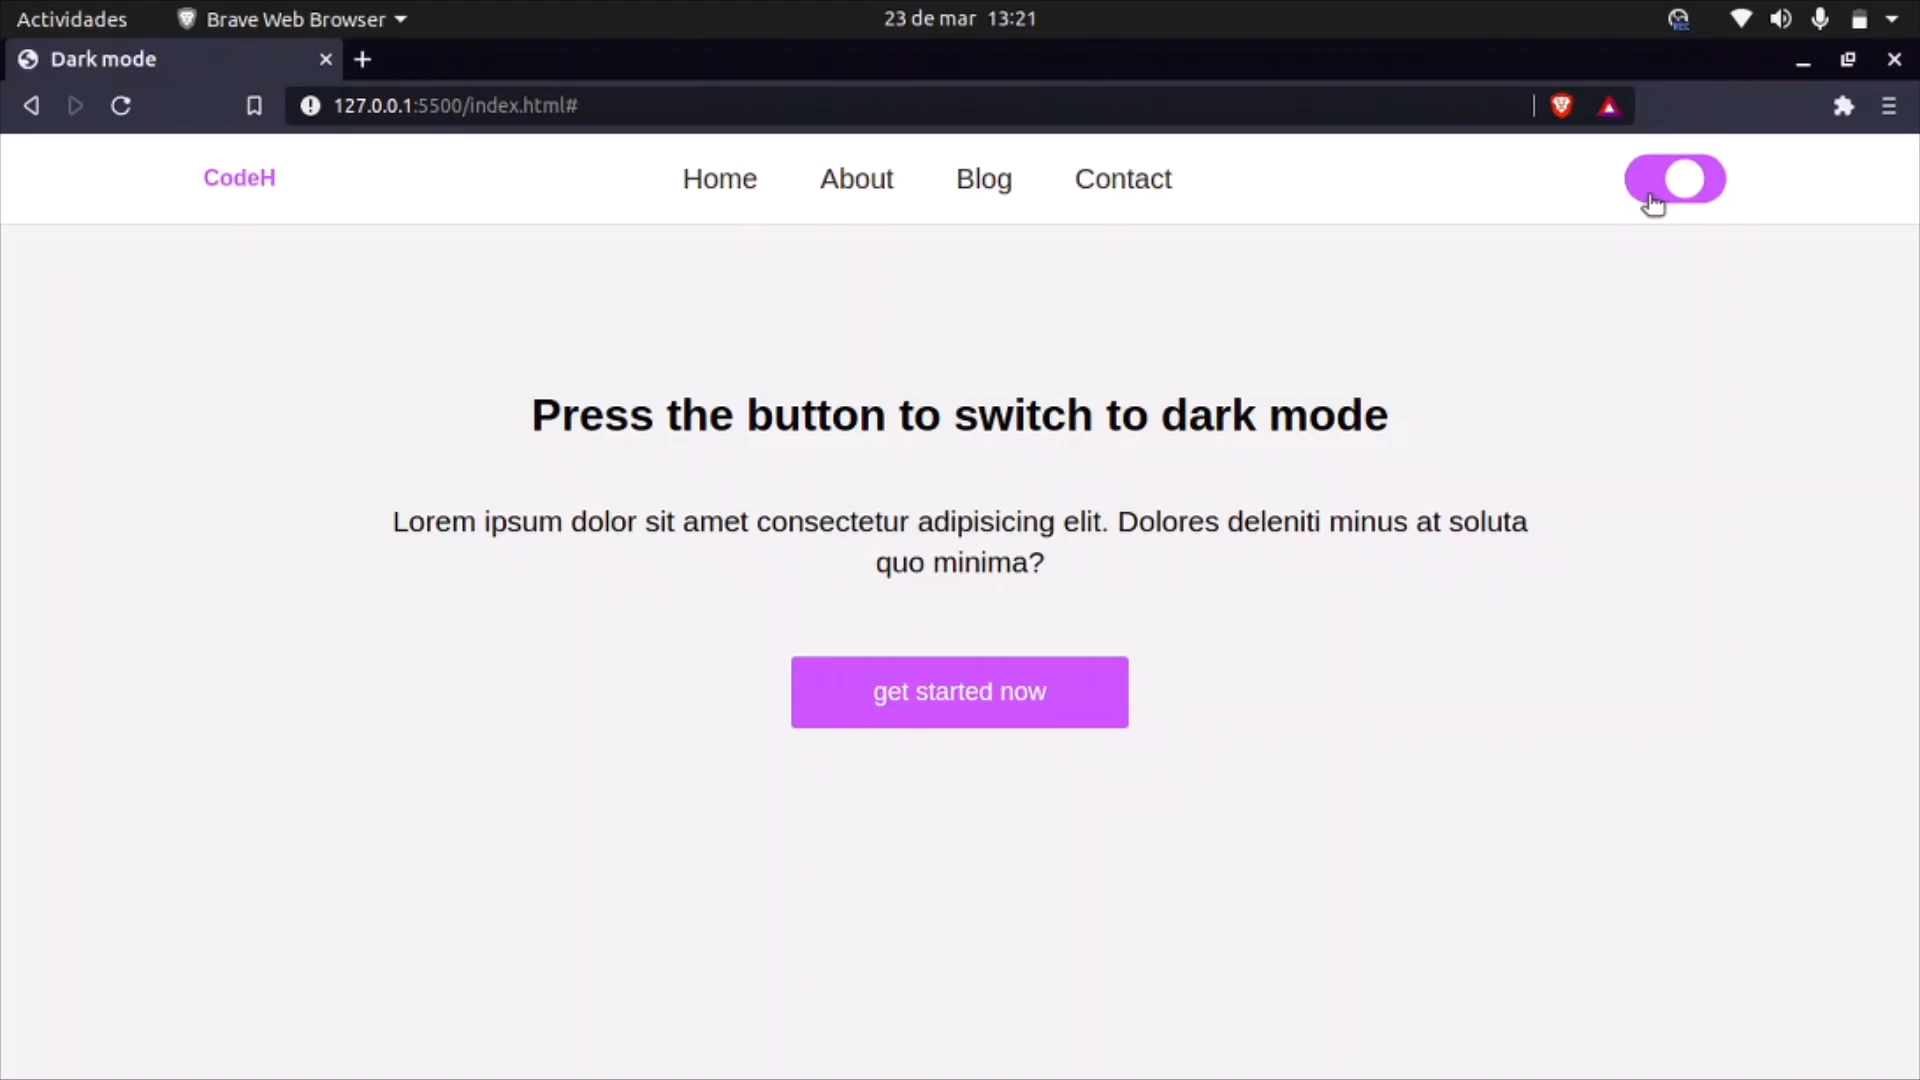 Actividades
Brave Web Browser
23 de mar 13:21
REC
Dark mode
127.0.0.1:5500/index.html#
CodeH
Home
About
Blog
Contact
Press the button to switch to dark mode
Lorem ipsum dolor sit amet consectetur adipisicing elit. Dolores deleniti minus at soluta
quo minima?
get started now